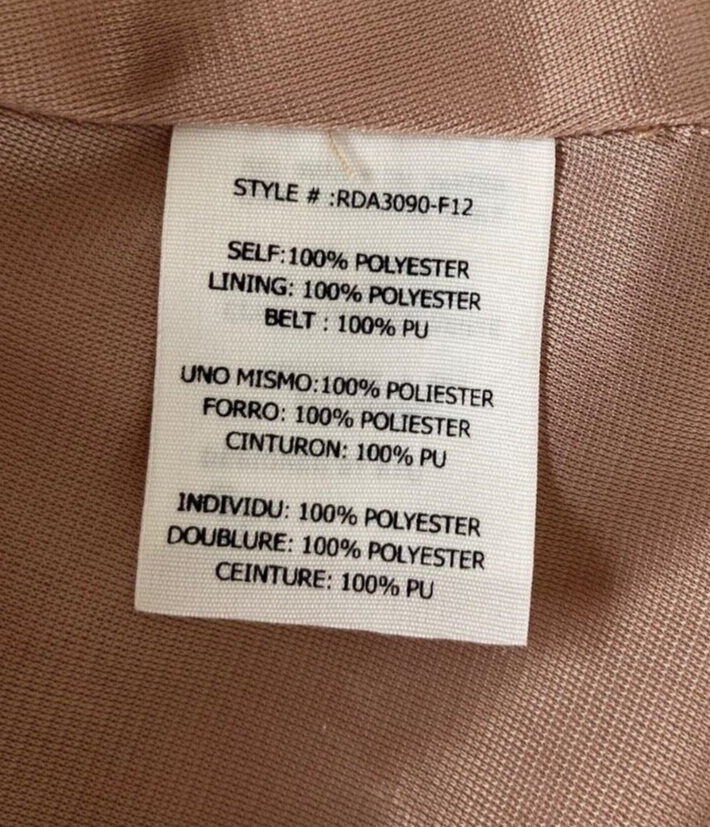 STYLE # :RDA3090-F12
SELF:100% POLYESTER
LINING: 100% POLYESTER
BELT : 100% PU
UNO MISMO:100% POLIESTER
FORRO: 100% POLIESTER
CINTURON: 100% PU
INDIVIDU: 100% POLYESTER
DOUBLURE: 100% POLYESTER
CEINTURE: 100% PU